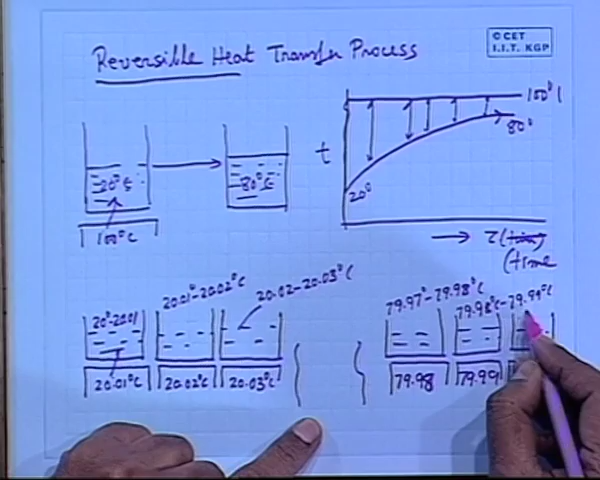 Reversible Heat Transfer Process
© CET
I.I.T. KGP
20°C
80°C
100°C
t
100°C
80°
20°
τ(time)
(time
20°-20.01
20.01°-20.02°C
20.02-20.03°C
79.97°-79.98°C
79.98°C-79.99°C
20.01°C
20.02°C
20.03°C
79.98
79.99